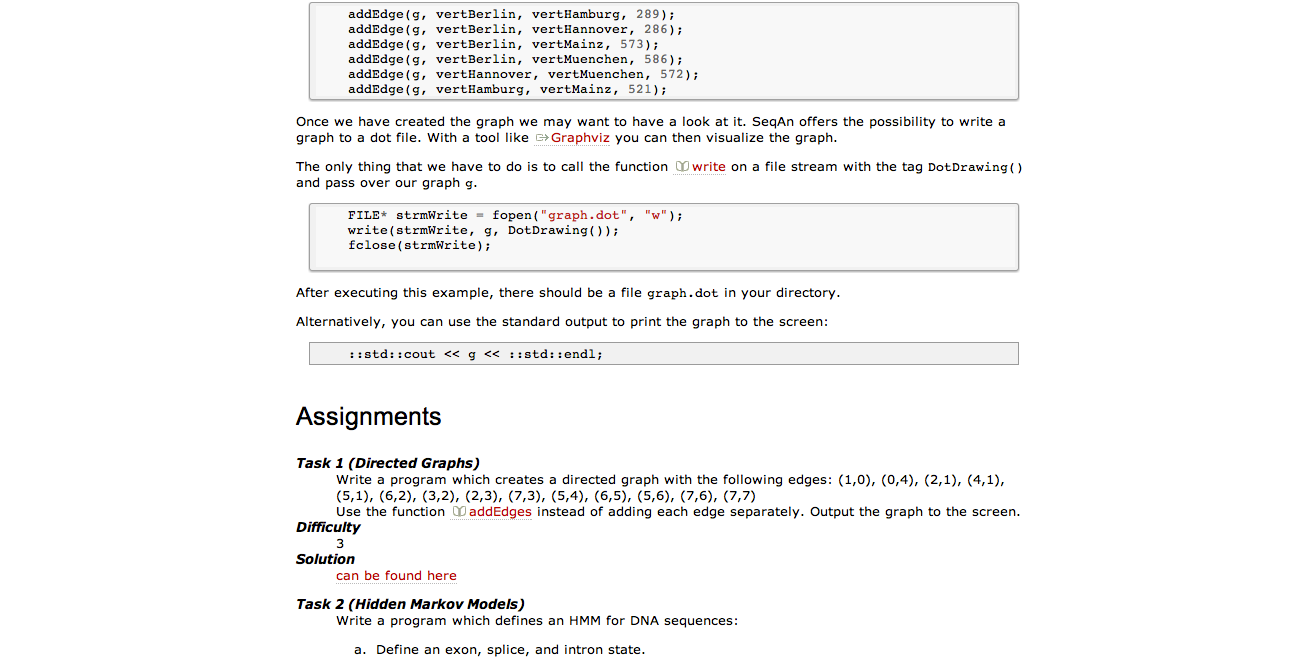 addEdge(g, vertBerlin, vertHamburg, 289);
addEdge(g, vertBerlin, vertHannover, 286);
addEdge(g, vertBerlin, vertMainz, 573);
addEdge(g, vertBerlin, vertMuenchen, 586);
addEdge(g, vertHannover, vertMuenchen, 572);
addEdge(g, vertHamburg, vertMainz, 521);
Once we have created the graph we may want to have a look at it. SeqAn offers the possibility to write a
graph to a dot file. With a tool like Graphviz you can then visualize the graph.
The only thing that we have to do is to call the function write on a file stream with the tag DotDrawing()
and pass over our graph g.
FILE* strmWrite = fopen("graph.dot", "w");
write(strmWrite, g, DotDrawing());
fclose(strmWrite);
After executing this example, there should be a file graph.dot in your directory.
Alternatively, you can use the standard output to print the graph to the screen:
::std::cout << g << ::std::endl;
Assignments
Task 1 (Directed Graphs)
Write a program which creates a directed graph with the following edges: (1,0), (0,4), (2,1), (4,1),
(5,1), (6,2), (3,2), (2,3), (7,3), (5,4), (6,5), (5,6), (7,6), (7,7)
Use the function addEdges instead of adding each edge separately. Output the graph to the screen.
Difficulty
3
Solution
can be found here
Task 2 (Hidden Markov Models)
Write a program which defines an HMM for DNA sequences:
a. Define an exon, splice, and intron state.